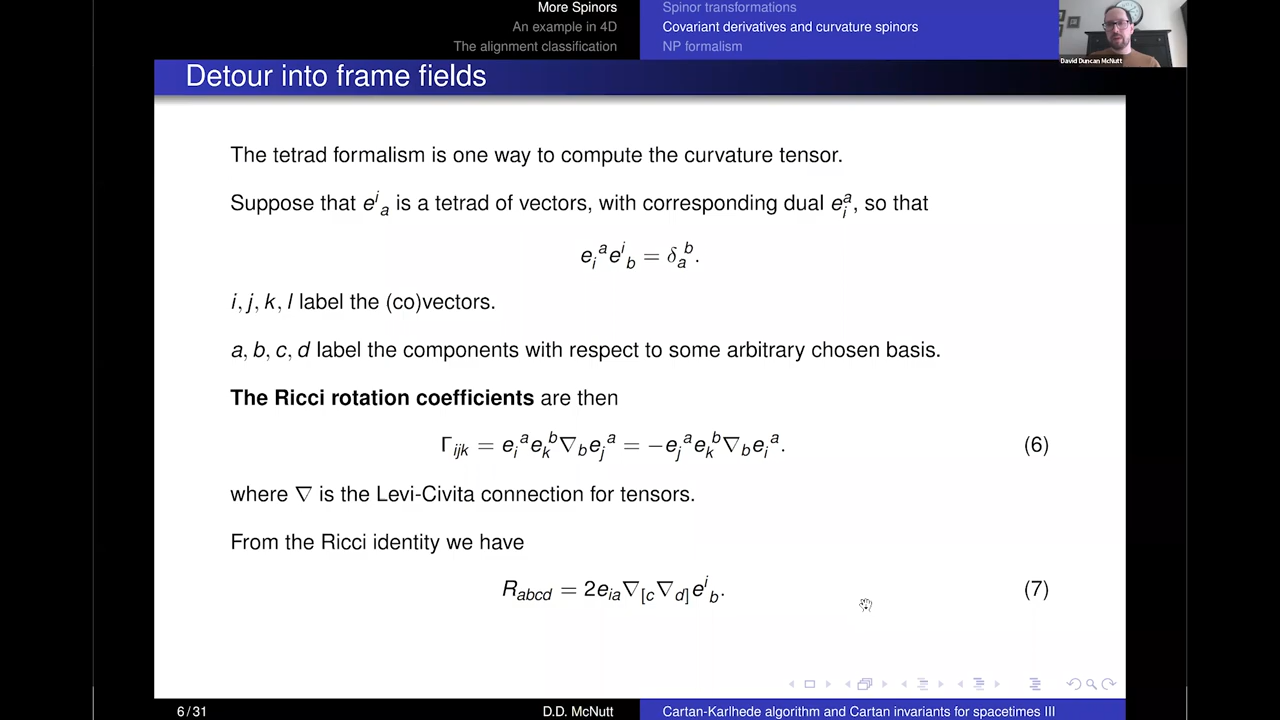 More Spinors
An example in 4D
The alignment classification
Spinor transformations
Covariant derivatives and curvature spinors
NP formalism
David Duncan McNutt
Detour into frame fields
The tetrad formalism is one way to compute the curvature tensor.
Suppose that e^i_a is a tetrad of vectors, with corresponding dual e_i^a, so that
e_i^a e^i_b = δ_a^b.
i, j, k, l label the (co)vectors.
a, b, c, d label the components with respect to some arbitrary chosen basis.
The Ricci rotation coefficients are then
Γ_ijk = e_i^a e_k^b ∇_b e_j^a = −e_j^a e_k^b ∇_b e_i^a. (6)
where ∇ is the Levi-Civita connection for tensors.
From the Ricci identity we have
R_abcd = 2e_ia ∇_[c ∇_d] e^i_b. (7)
6 / 31
D.D. McNutt
Cartan-Karlhede algorithm and Cartan invariants for spacetimes III